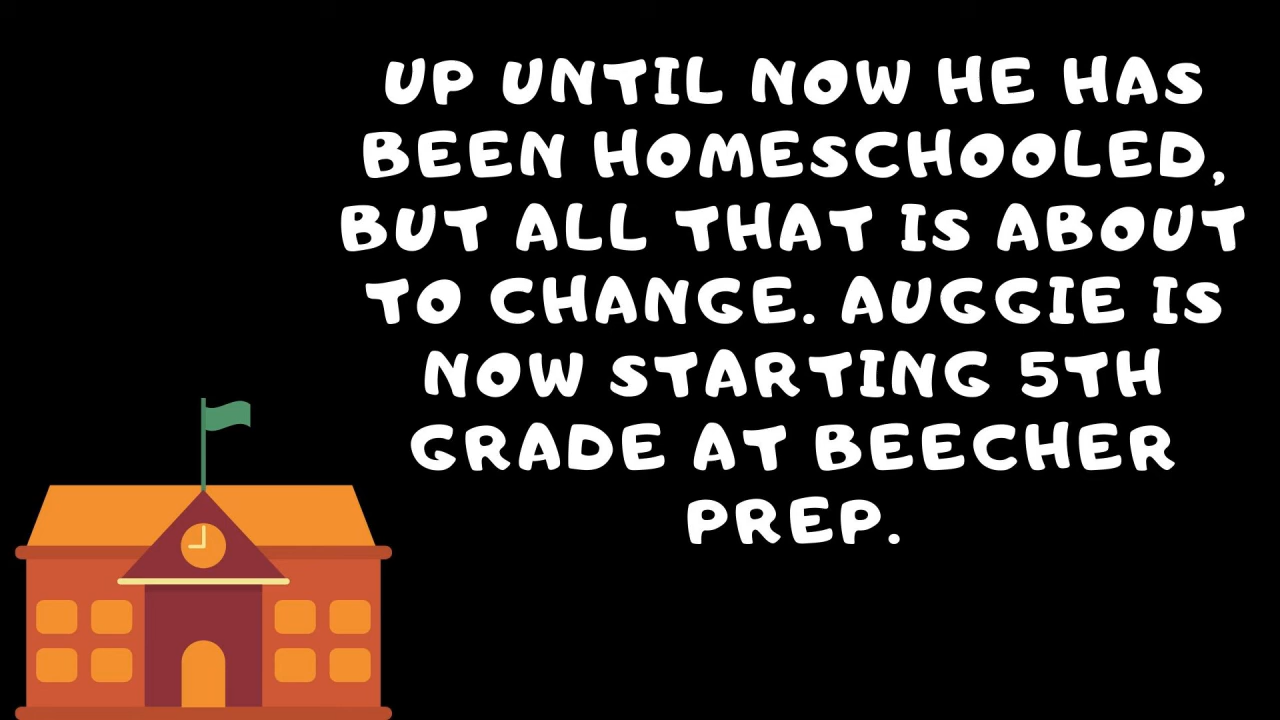 UP UNTIL NOW HE HAS
BEEN HOMESCHOOLED,
BUT ALL THAT IS ABOUT
TO CHANGE. AUGGIE IS
NOW STARTING 5TH
GRADE AT BEECHER
PREP.